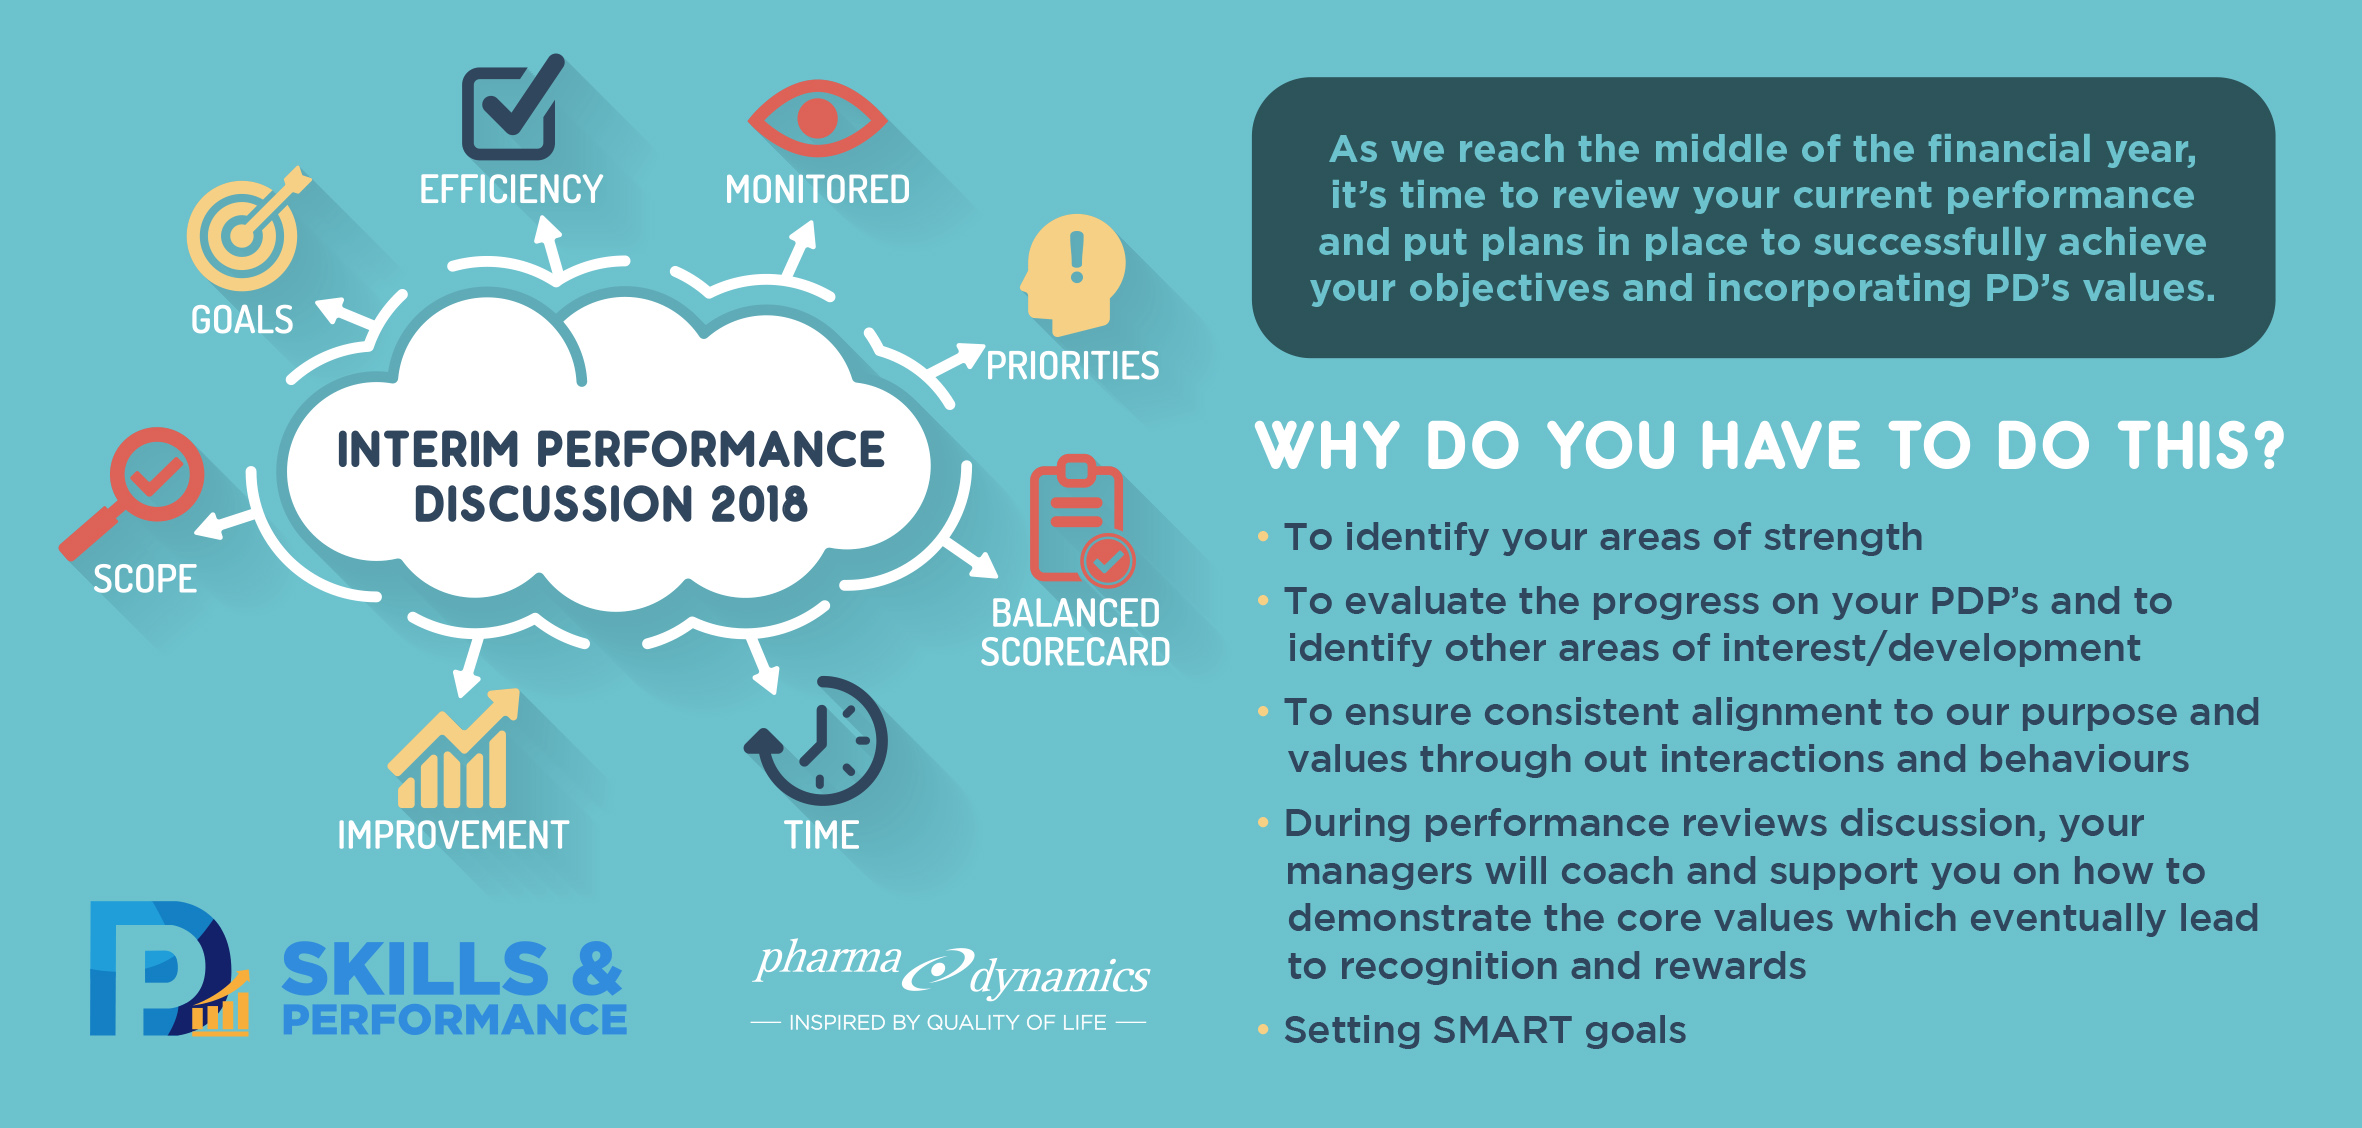 EFFICIENCY
MONITORED
GOALS
PRIORITIES
INTERIM PERFORMANCE
DISCUSSION 2018
SCOPE
BALANCED
SCORECARD
IMPROVEMENT
TIME
PD
SKILLS &
PERFORMANCE
pharma dynamics
INSPIRED BY QUALITY OF LIFE
As we reach the middle of the financial year,
it's time to review your current performance
and put plans in place to successfully achieve
your objectives and incorporating PD's values.
WHY DO YOU HAVE TO DO THIS?
• To identify your areas of strength
• To evaluate the progress on your PDP's and to
identify other areas of interest/development
• To ensure consistent alignment to our purpose and
values through out interactions and behaviours
• During performance reviews discussion, your
managers will coach and support you on how to
demonstrate the core values which eventually lead
to recognition and rewards
• Setting SMART goals